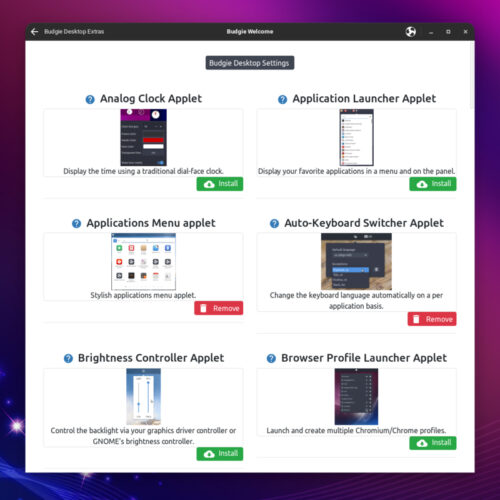 Budgie Desktop Extras
Budgie Welcome
Budgie Desktop Settings
Analog Clock Applet
Application Launcher Applet
Display the time using a traditional dial-face clock.
Display your favorite applications in a menu and on the panel.
Install
Install
Applications Menu applet
Auto-Keyboard Switcher Applet
Stylish applications menu applet.
Change the keyboard language automatically on a per
application basis.
Remove
Remove
Brightness Controller Applet
Browser Profile Launcher Applet
Control the backlight via your graphics driver controller or
GNOME's brightness controller.
Launch and create multiple Chromium/Chrome profiles.
Install
Install